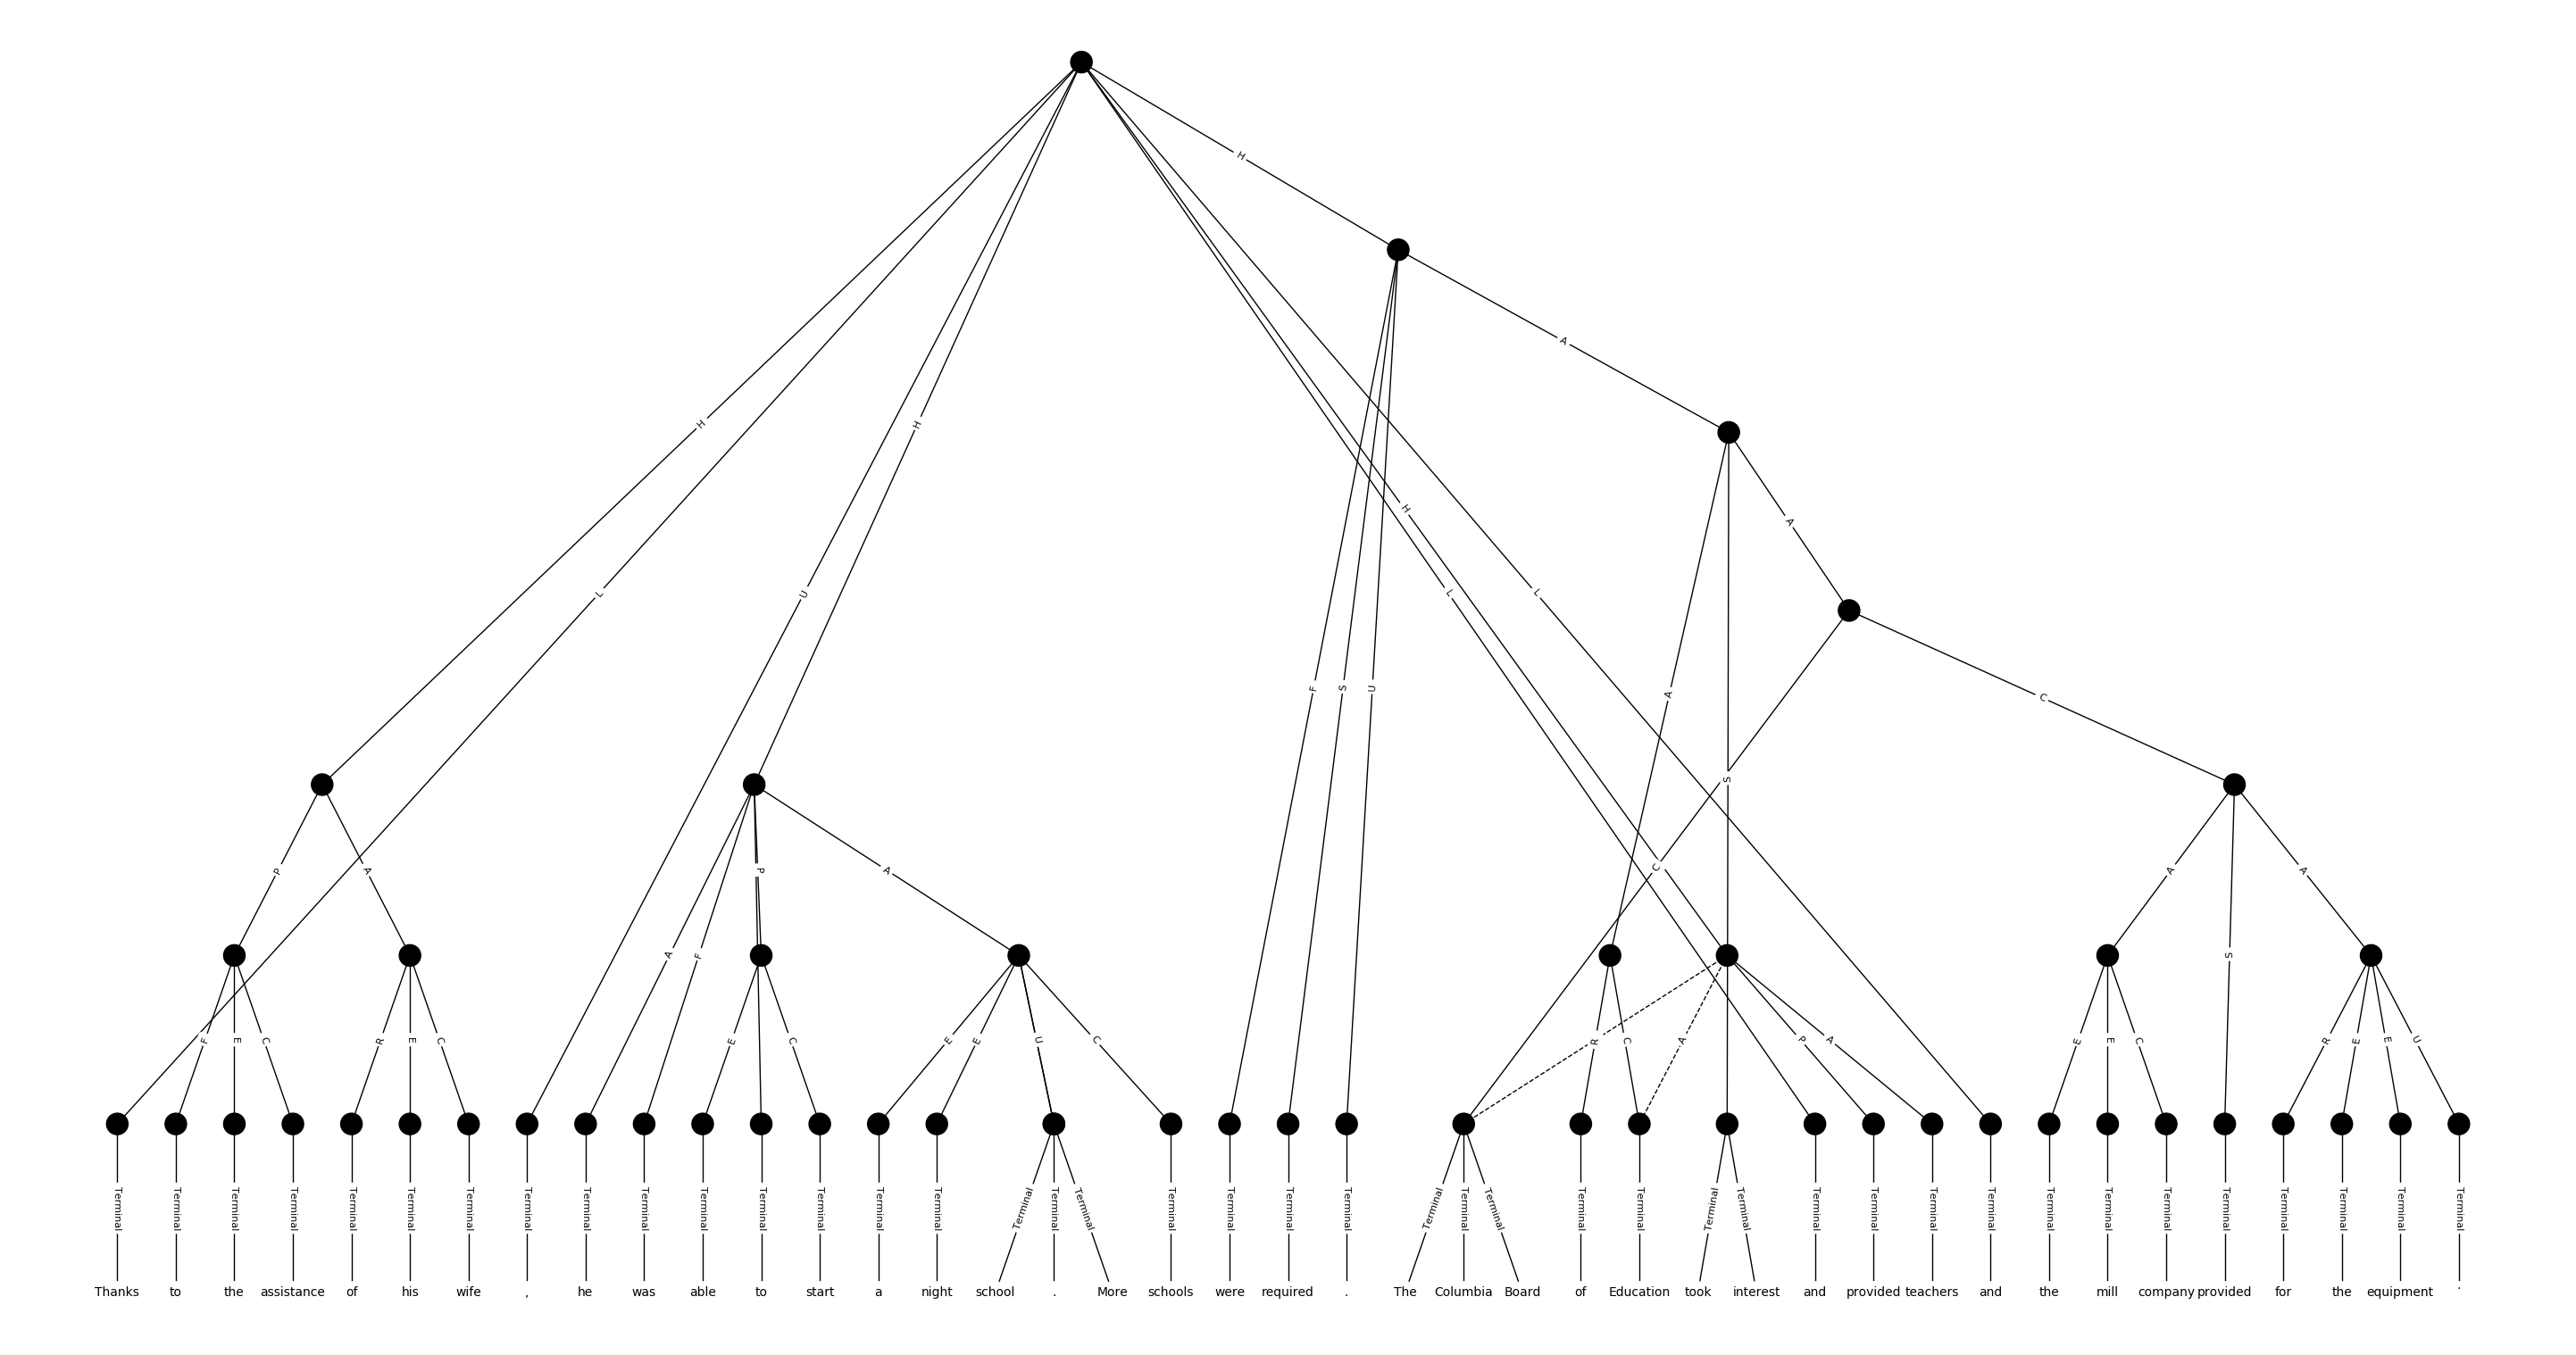 H
A
H
H
A
H
L
U
L
L
A
F
S
U
A
C
S
P
A
P
A
C
A
A
A
F
S
F
E
C
R
E
C
E
C
E
E
U
C
R
C
A
P
A
E
E
C
R
E
E
U
Terminal Terminal Terminal Terminal Terminal Terminal Terminal Terminal Terminal Terminal Terminal Terminal Terminal Terminal Terminal Terminal Terminal Terminal Terminal Terminal Terminal Terminal Terminal Terminal Terminal Terminal Terminal Terminal Terminal Terminal Terminal Terminal Terminal Terminal Terminal Terminal Terminal Terminal Terminal Terminal Terminal
Thanks to the assistance of his wife , he was able to start a night school . More schools were required . The Columbia Board of Education took interest and provided teachers and the mill company provided for the equipment .